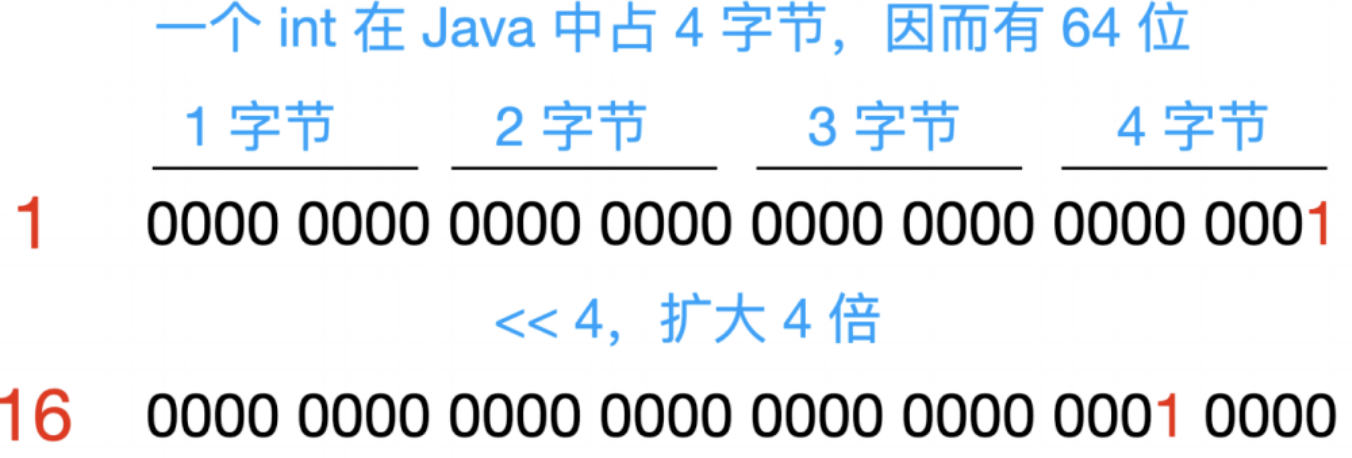 一个 int 在 Java 中占 4 字节，因而有 64 位
1 字节 2 字节 3 字节 4 字节
1 0000 0000 0000 0000 0000 0000 0000 0001
<< 4，扩大 4 倍
16 0000 0000 0000 0000 0000 0000 0001 0000